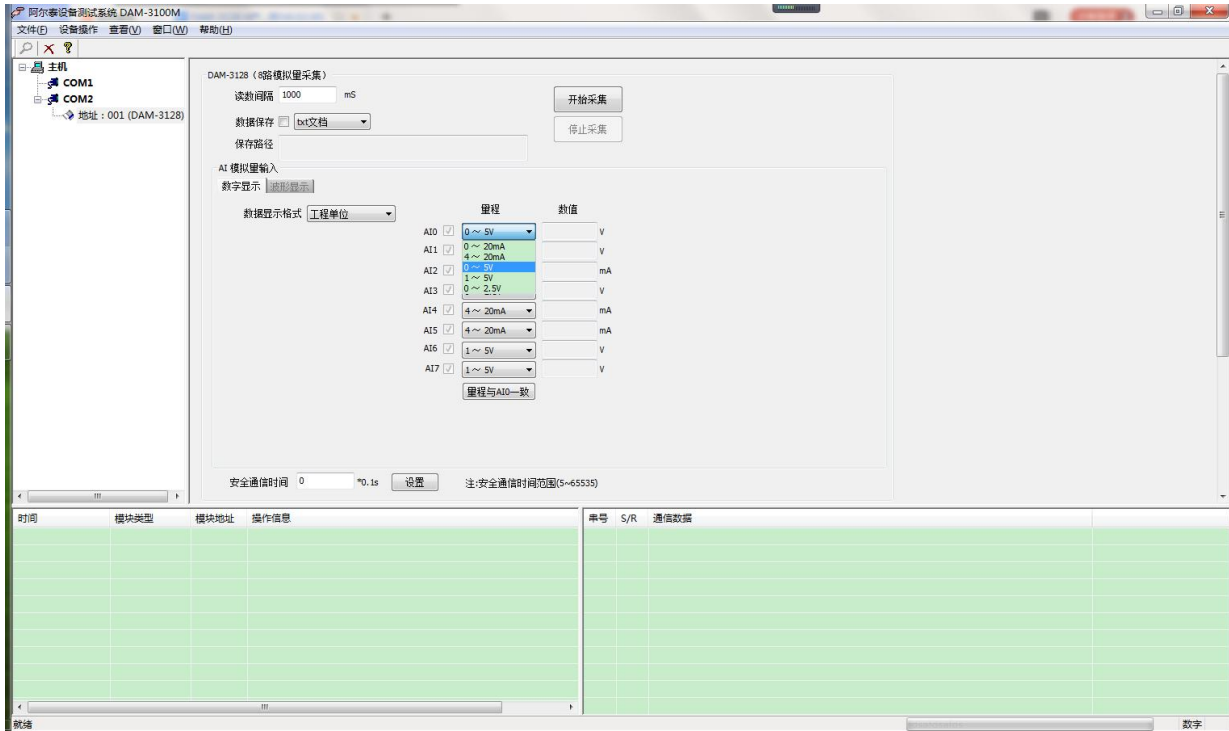 阿尔泰设备测试系统 DAM-3100M
文件(F) 设备操作 查看(V) 窗口(W) 帮助(H)
主机
COM1
COM2
地址：001 (DAM-3128)
DAM-3128（8路模拟量采集）
读数间隔 1000 mS
开始采集
数据保存 txt文档
停止采集
保存路径
AI 模拟量输入
数字显示 波形显示
数据显示格式 工程单位
量程 数值
AI0 0～ 5V V
0～ 20mA
4～ 20mA
0～ 5V
1～ 5V
0～ 2.5V
AI1 V
AI2 mA
AI3 V
AI4 4～ 20mA mA
AI5 4～ 20mA mA
AI6 1～ 5V V
AI7 1～ 5V V
量程与AI0一致
安全通信时间 0 *0.1s 设置 注:安全通信时间范围(5~65535)
时间 模块类型 模块地址 操作信息
串号 S/R 通信数据
就绪
数字